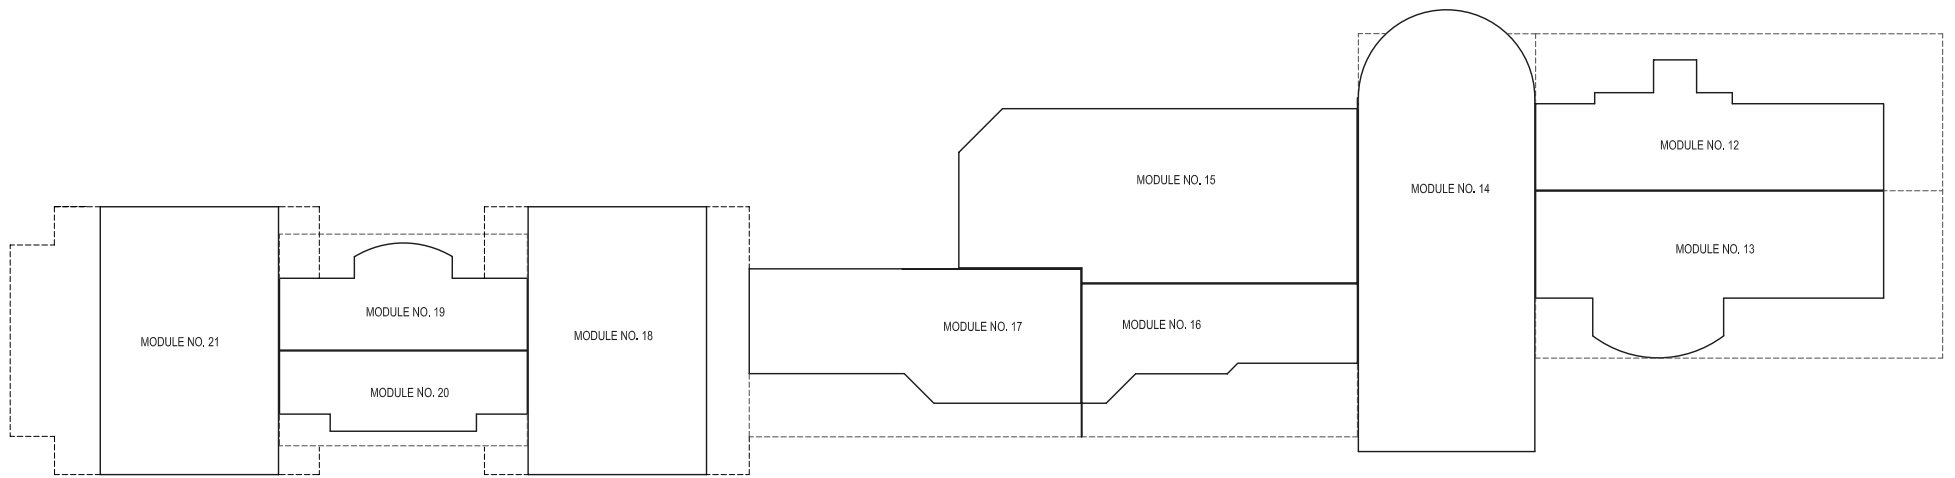 MODULE NO. 12
MODULE NO. 15
MODULE NO. 14
MODULE NO. 13
MODULE NO. 19
MODULE NO. 17
MODULE NO. 16
MODULE NO. 18
MODULE NO. 21
MODULE NO. 20